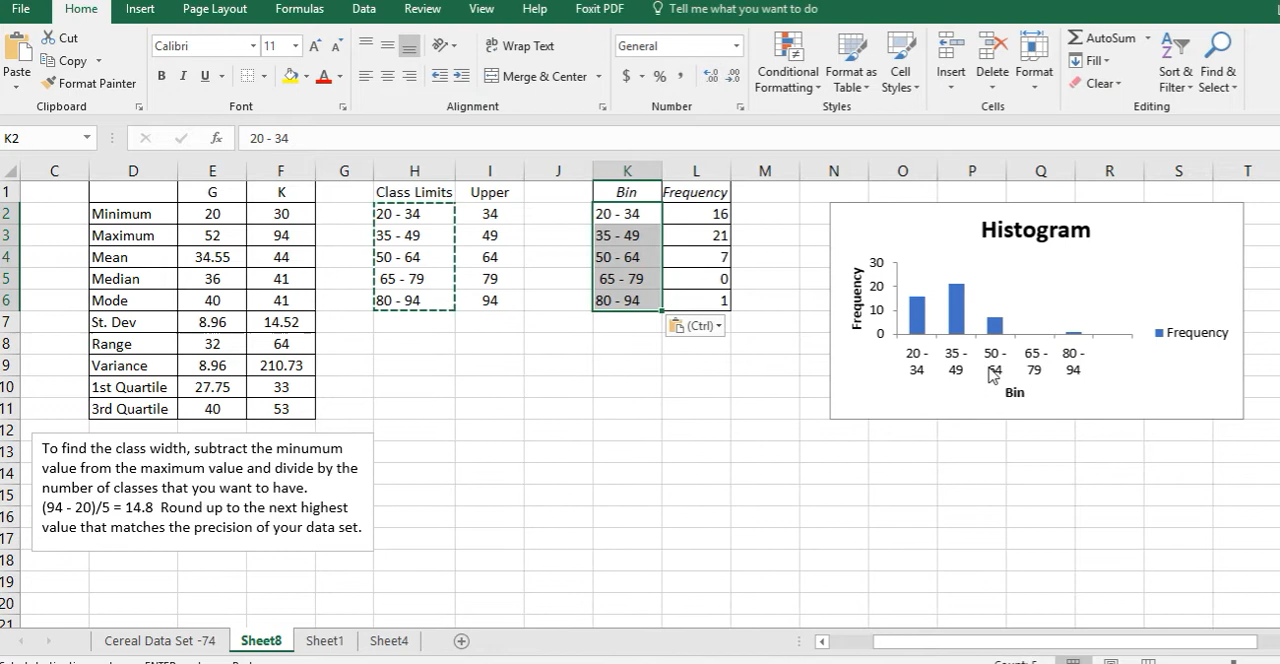 File Home Insert Page Layout Formulas Data Review View Help Foxit PDF Tell me what you want to do
Cut
Copy
Format Painter
Paste
Calibri 11
B I U
Wrap Text
Merge & Center
General
$ %
Conditional Formatting
Format as Table
Cell Styles
Insert Delete Format
AutoSum
Fill
Clear
Sort & Filter
Find & Select
Clipboard Font Alignment Number Styles Cells Editing
K2 fx 20 - 34
C D E F G H I J K L M N O P Q R S T
1 G K Class Limits Upper Bin Frequency
2 Minimum 20 30 20 - 34 34 20 - 34 16
3 Maximum 52 94 35 - 49 49 35 - 49 21
4 Mean 34.55 44 50 - 64 64 50 - 64 7
5 Median 36 41 65 - 79 79 65 - 79 0
6 Mode 40 41 80 - 94 94 80 - 94 1
7 St. Dev 8.96 14.52 (Ctrl)
8 Range 32 64
9 Variance 8.96 210.73
10 1st Quartile 27.75 33
11 3rd Quartile 40 53
12
13
14
15
16
17
18
19
20
21
To find the class width, subtract the minumum
value from the maximum value and divide by the
number of classes that you want to have.
(94 - 20)/5 = 14.8 Round up to the next highest
value that matches the precision of your data set.
Histogram
Frequency
30
20
10
0
20 - 35 - 50 - 65 - 80 -
34 49 64 79 94
Bin
Frequency
Cereal Data Set -74 Sheet8 Sheet1 Sheet4